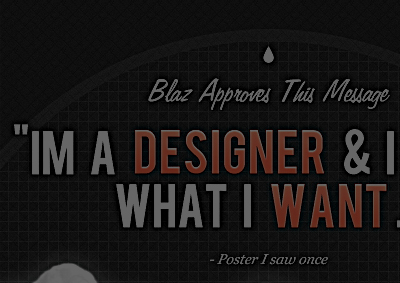 Blaz Approves This Message
"IM A DESIGNER & I
WHAT I WANT.
- Poster I saw once